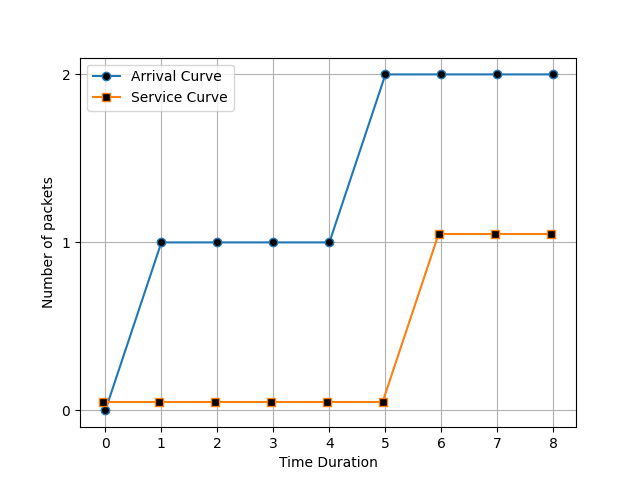 Arrival Curve
Service Curve
2
1
0
Number of packets
0 1 2 3 4 5 6 7 8
Time Duration